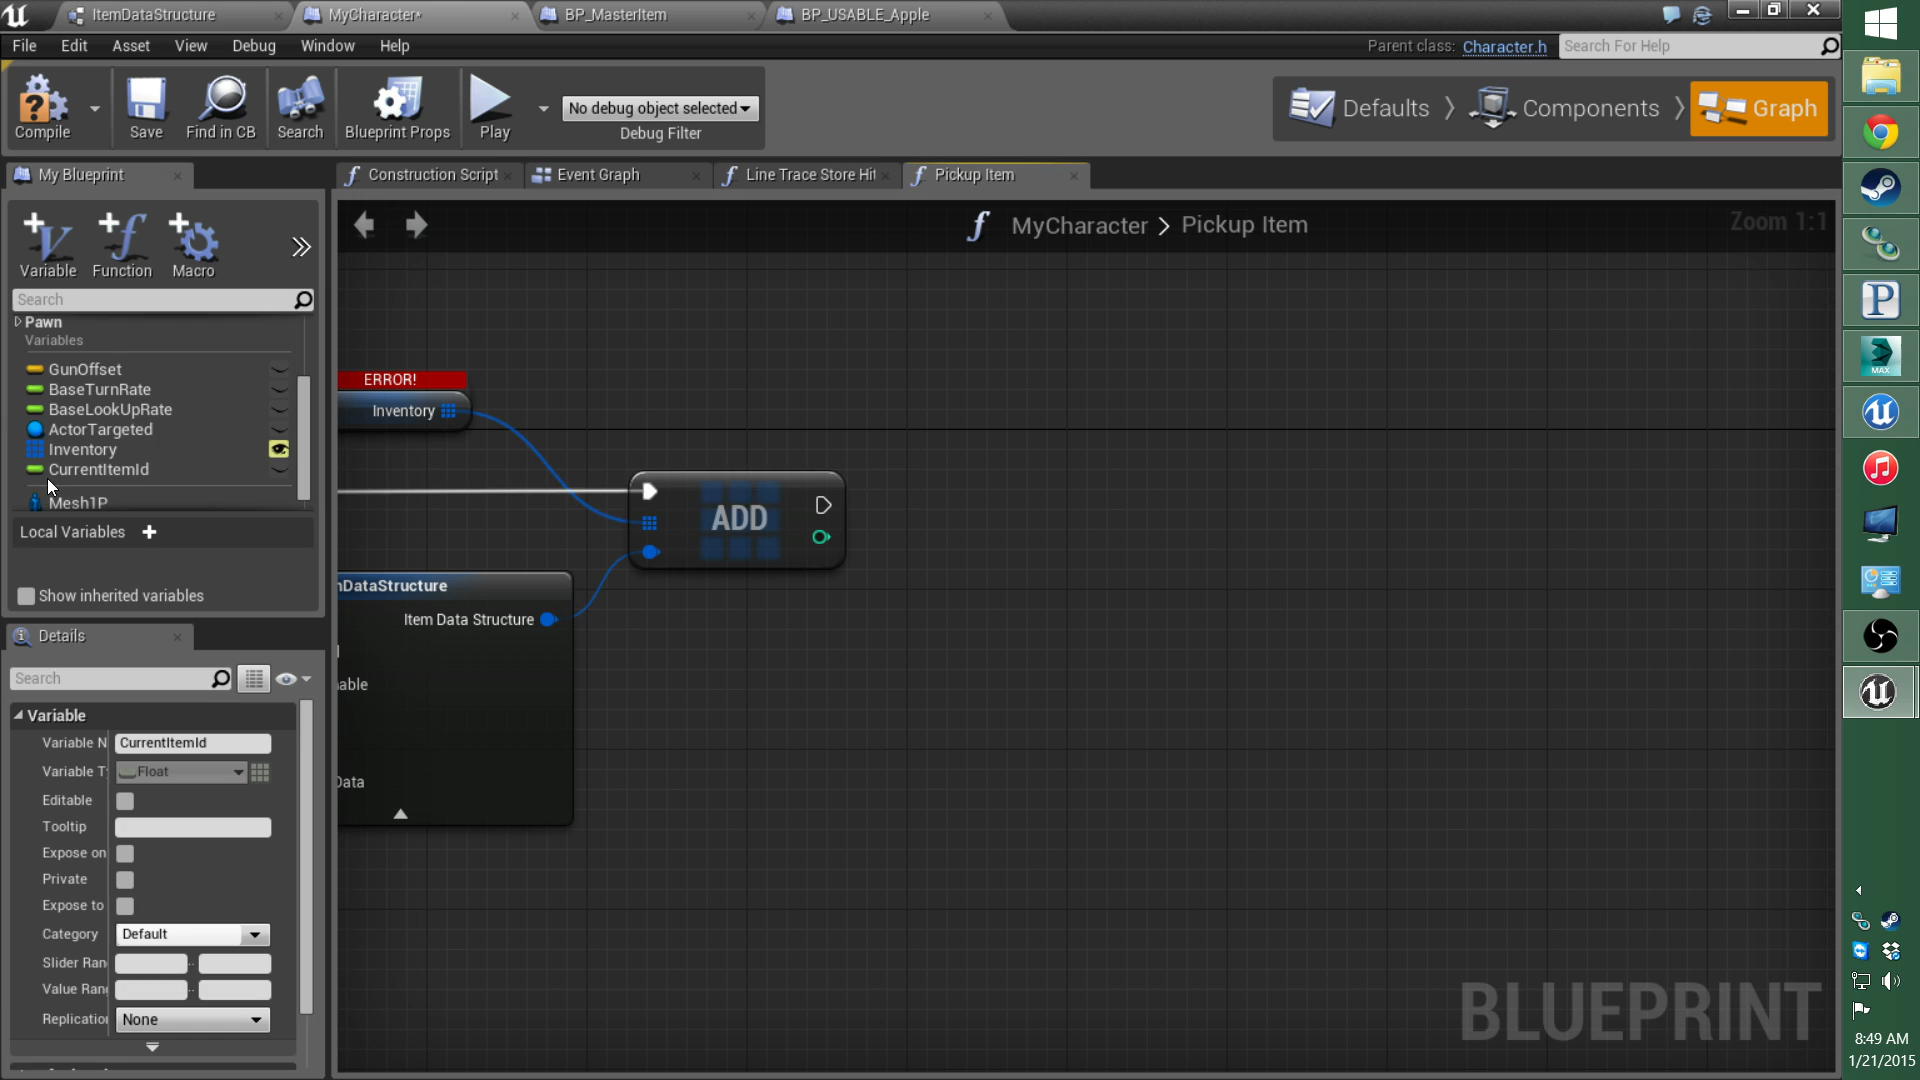 ItemDataStructure
MyCharacter*
BP_MasterItem
BP_USABLE_Apple
File Edit Asset View Debug Window Help
Parent class: Character.h
Search For Help
Compile
Save
Find in CB
Search
Blueprint Props
Play
No debug object selected
Debug Filter
Defaults
Components
Graph
My Blueprint
Construction Script
Event Graph
Line Trace Store Hit
Pickup Item
Variable
Function
Macro
MyCharacter > Pickup Item
Zoom 1:1
Search
Pawn
Variables
GunOffset
BaseTurnRate
BaseLookUpRate
ActorTargeted
Inventory
CurrentItemId
Mesh1P
Local Variables
Show inherited variables
ERROR!
Inventory
ADD
nDataStructure
Item Data Structure
able
Data
Details
Search
Variable
Variable N CurrentItemId
Variable T Float
Editable
Tooltip
Expose on
Private
Expose to
Category Default
Slider Ran
Value Rang
Replication None
BLUEPRINT
MAX
8:49 AM
1/21/2015